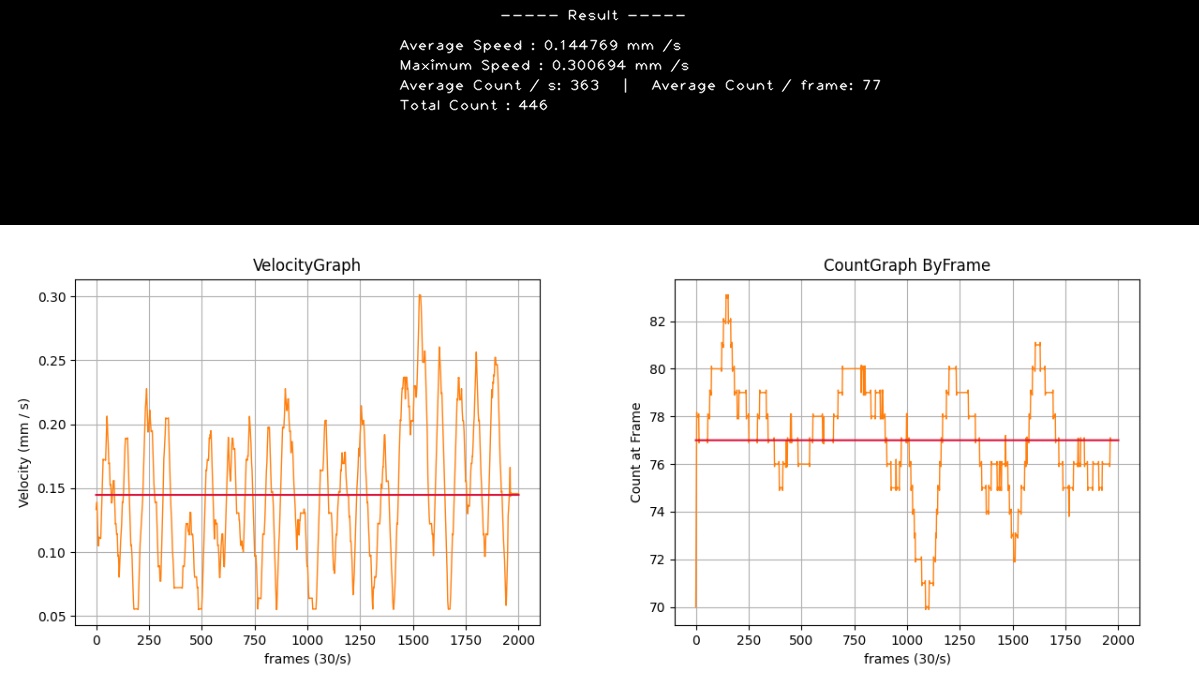 ----- Result -----
Average Speed : 0.144769 mm /s
Maximum Speed : 0.300694 mm /s
Average Count / s: 363 | Average Count / frame: 77
Total Count : 446
VelocityGraph
0.30
0.25
0.20
0.15
0.10
0.05
Velocity (mm / s)
0 250 500 750 1000 1250 1500 1750 2000
frames (30/s)
CountGraph ByFrame
82
80
78
76
74
72
70
Count at Frame
0 250 500 750 1000 1250 1500 1750 2000
frames (30/s)